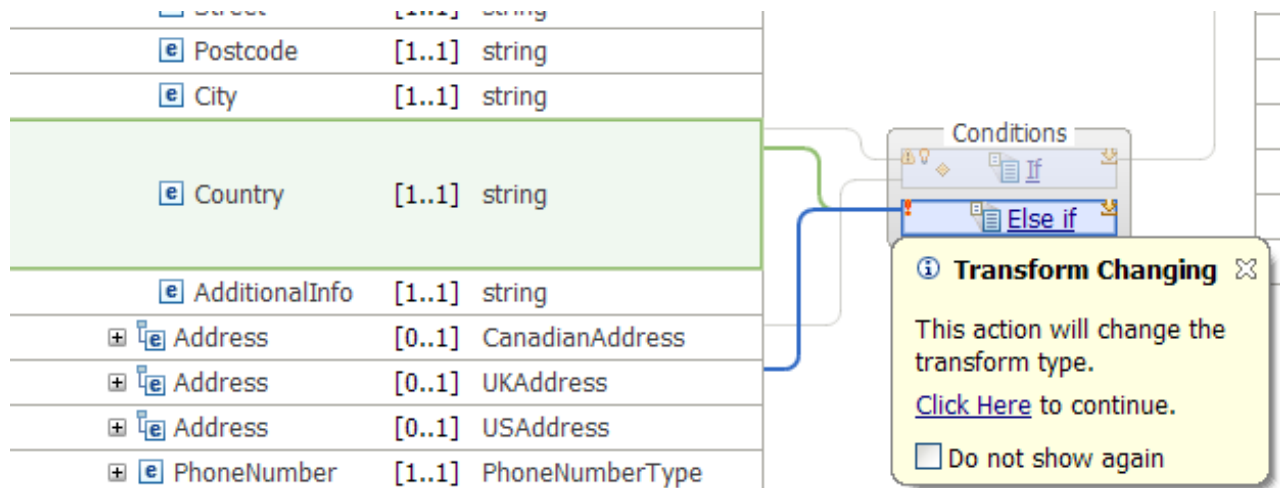 Postcode [1..1] string
City [1..1] string
Conditions
If
Country [1..1] string
Else if
AdditionalInfo [1..1] string
Address [0..1] CanadianAddress
Address [0..1] UKAddress
Address [0..1] USAddress
PhoneNumber [1..1] PhoneNumberType
Transform Changing
This action will change the
transform type.
Click Here to continue.
Do not show again